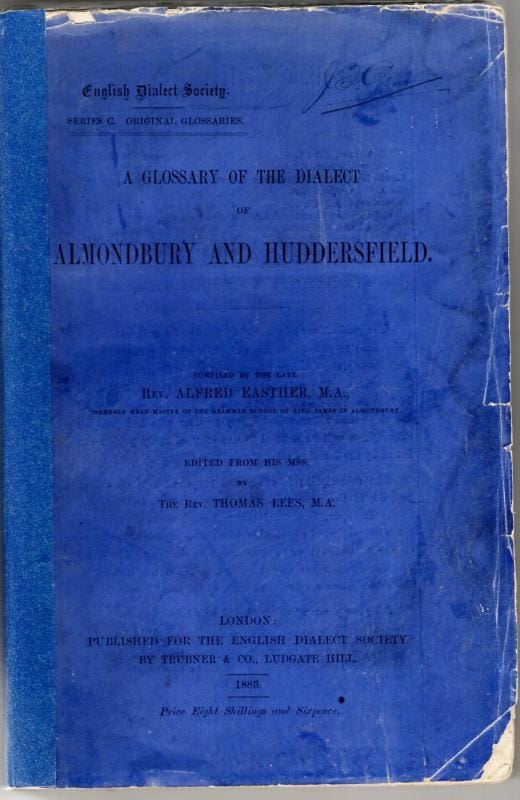 English Dialect Society.
SERIES C. ORIGINAL GLOSSARIES.
A GLOSSARY OF THE DIALECT
OF
ALMONDBURY AND HUDDERSFIELD.
COMPILED BY THE LATE
REV. ALFRED EASTHER, M.A.,
FORMERLY HEAD MASTER OF THE GRAMMAR SCHOOL OF KING JAMES IN ALMONDBURY
EDITED FROM HIS MSS.
BY
THE REV. THOMAS LEES, M.A.
LONDON:
PUBLISHED FOR THE ENGLISH DIALECT SOCIETY
BY TRÜBNER & CO., LUDGATE HILL.
1883.
Price Eight Shillings and Sixpence.